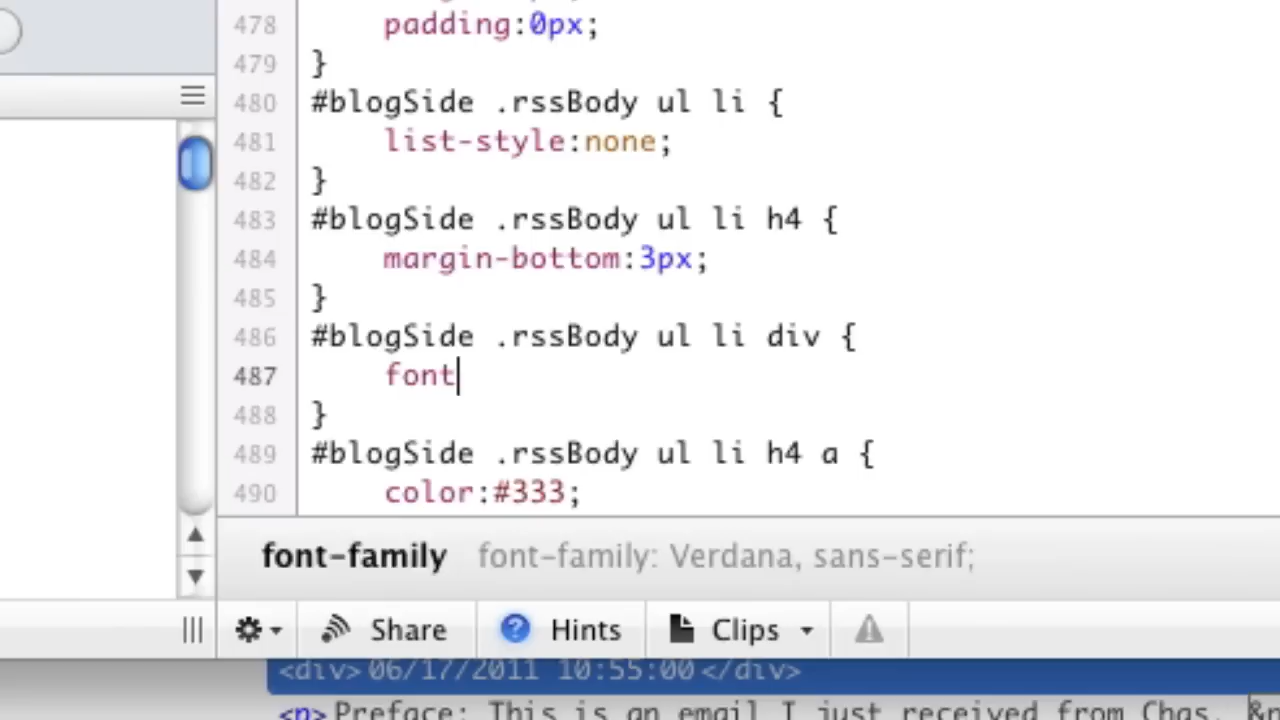 478 padding:0px;
479 }
480 #blogSide .rssBody ul li {
481 list-style:none;
482 }
483 #blogSide .rssBody ul li h4 {
484 margin-bottom:3px;
485 }
486 #blogSide .rssBody ul li div {
487 font
488 }
489 #blogSide .rssBody ul li h4 a {
490 color:#333;
font-family font-family: Verdana, sans-serif;
Share Hints Clips
<div>06/17/2011 10:55:00</div>
<p>Preface: This is an email I just received from Chas.